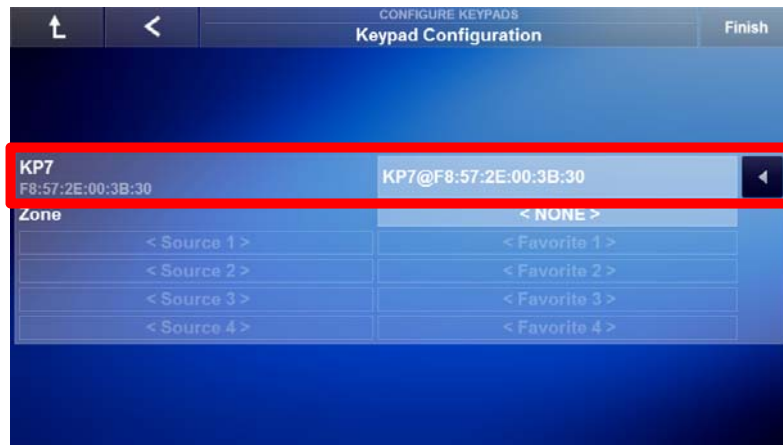 CONFIGURE KEYPADS
Keypad Configuration
Finish
KP7
F8:57:2E:00:3B:30
KP7@F8:57:2E:00:3B:30
Zone
< NONE >
< Source 1 >
< Favorite 1 >
< Source 2 >
< Favorite 2 >
< Source 3 >
< Favorite 3 >
< Source 4 >
< Favorite 4 >